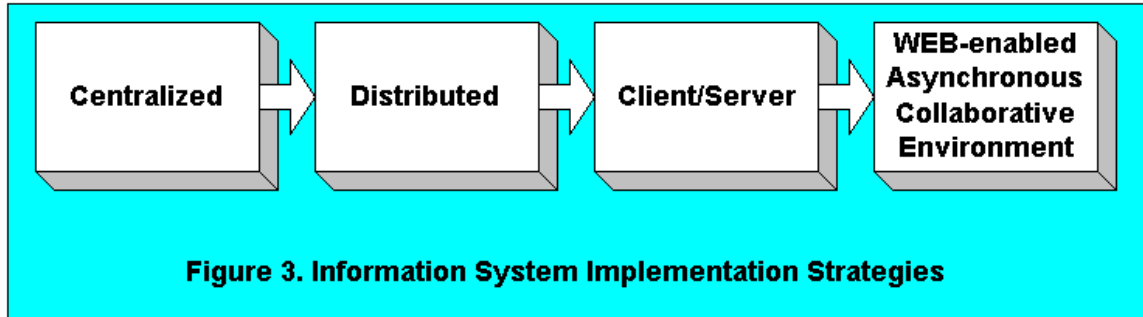 Centralized
Distributed
Client/Server
WEB-enabled
Asynchronous
Collaborative
Environment
Figure 3. Information System Implementation Strategies